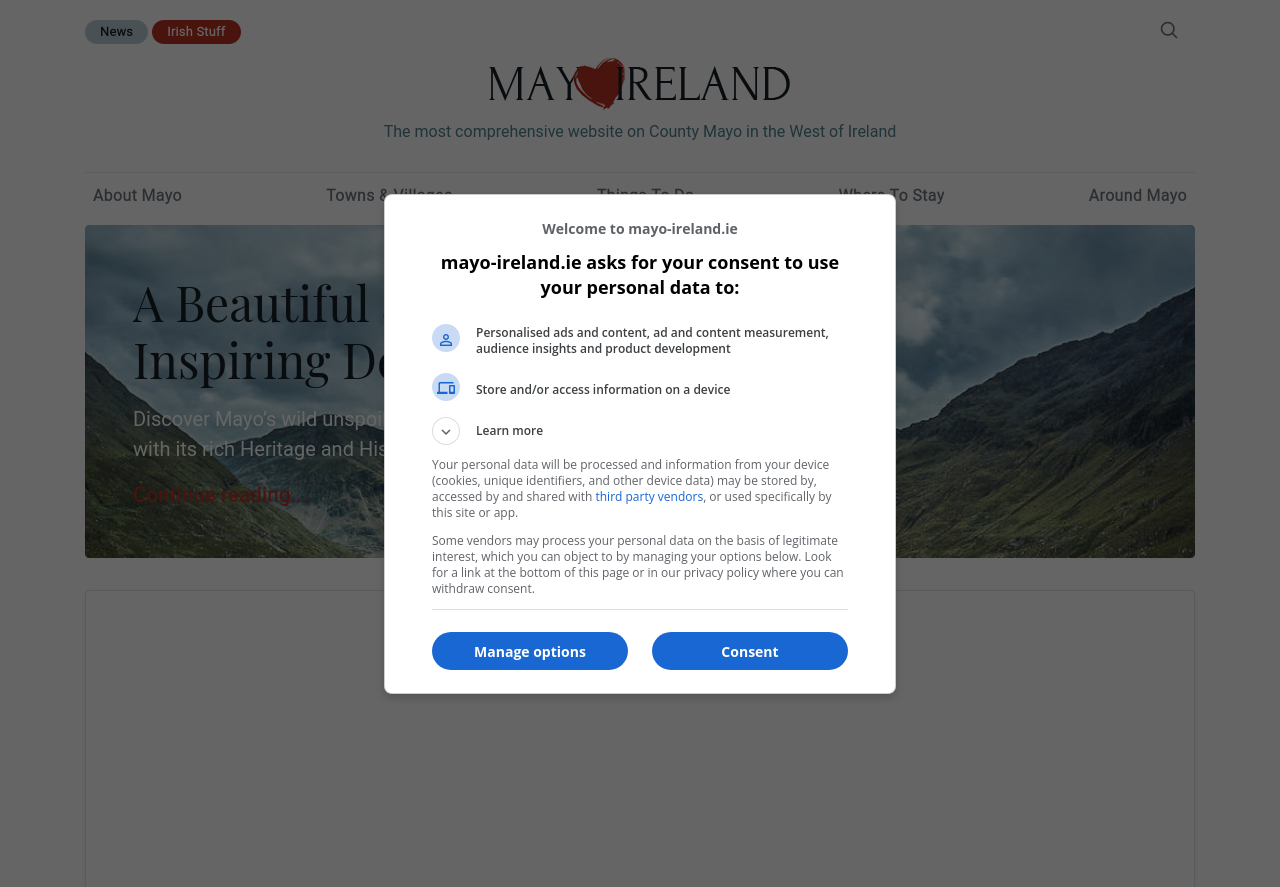 News
Irish Stuff
MAYO IRELAND
The most comprehensive website on County Mayo in the West of Ireland
About Mayo
Towns & Villages
Things To Do
Where To Stay
Around Mayo
A Beautiful
Inspiring
Discover Mayo's wild
with its rich Heritage and
Continue reading...
Welcome to mayo-ireland.ie
mayo-ireland.ie asks for your consent to use
your personal data to:
Personalised ads and content, ad and content measurement,
audience insights and product development
Store and/or access information on a device
Learn more
Your personal data will be processed and information from your device
(cookies, unique identifiers, and other device data) may be stored by,
accessed by and shared with third party vendors, or used specifically by
this site or app.
Some vendors may process your personal data on the basis of legitimate
interest, which you can object to by managing your options below. Look
for a link at the bottom of this page or in our privacy policy where you can
withdraw consent.
Manage options
Consent